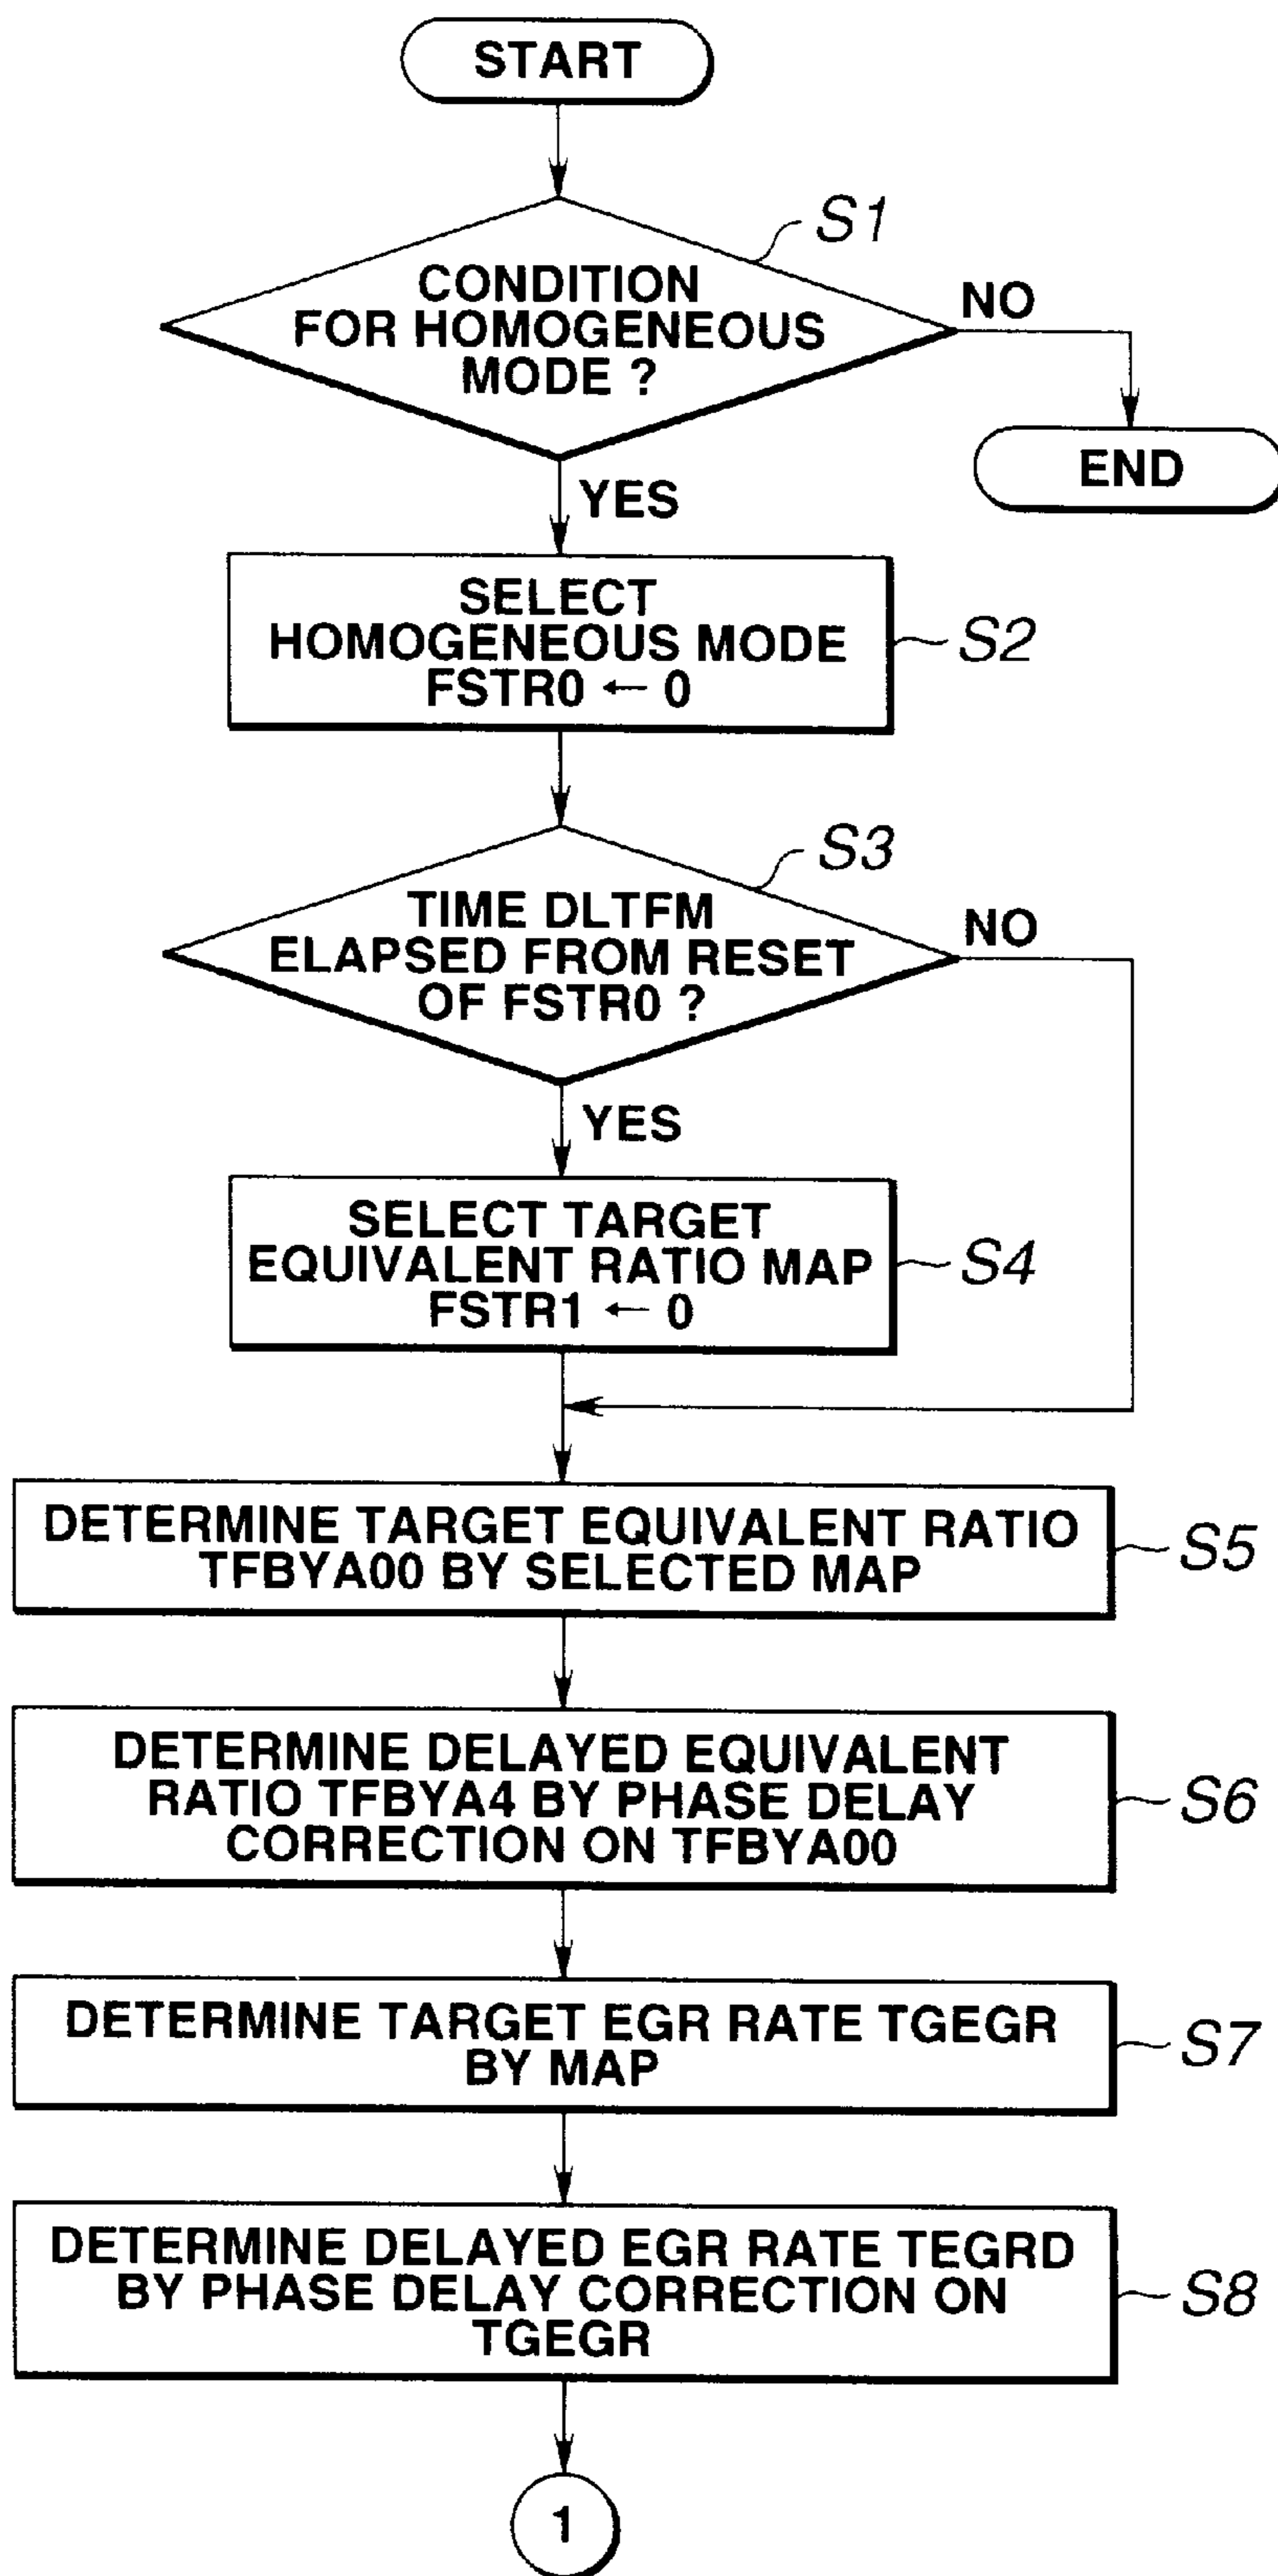 START
S1
CONDITION
FOR HOMOGENEOUS
MODE ?
NO
END
YES
SELECT
HOMOGENEOUS MODE
FSTR0 ← 0
S2
S3
TIME DLTFM
ELAPSED FROM RESET
OF FSTR0 ?
NO
YES
SELECT TARGET
EQUIVALENT RATIO MAP
FSTR1 ← 0
S4
DETERMINE TARGET EQUIVALENT RATIO
TFBYA00 BY SELECTED MAP
S5
DETERMINE DELAYED EQUIVALENT
RATIO TFBYA4 BY PHASE DELAY
CORRECTION ON TFBYA00
S6
DETERMINE TARGET EGR RATE TGEGR
BY MAP
S7
DETERMINE DELAYED EGR RATE TEGRD
BY PHASE DELAY CORRECTION ON
TGEGR
S8
1